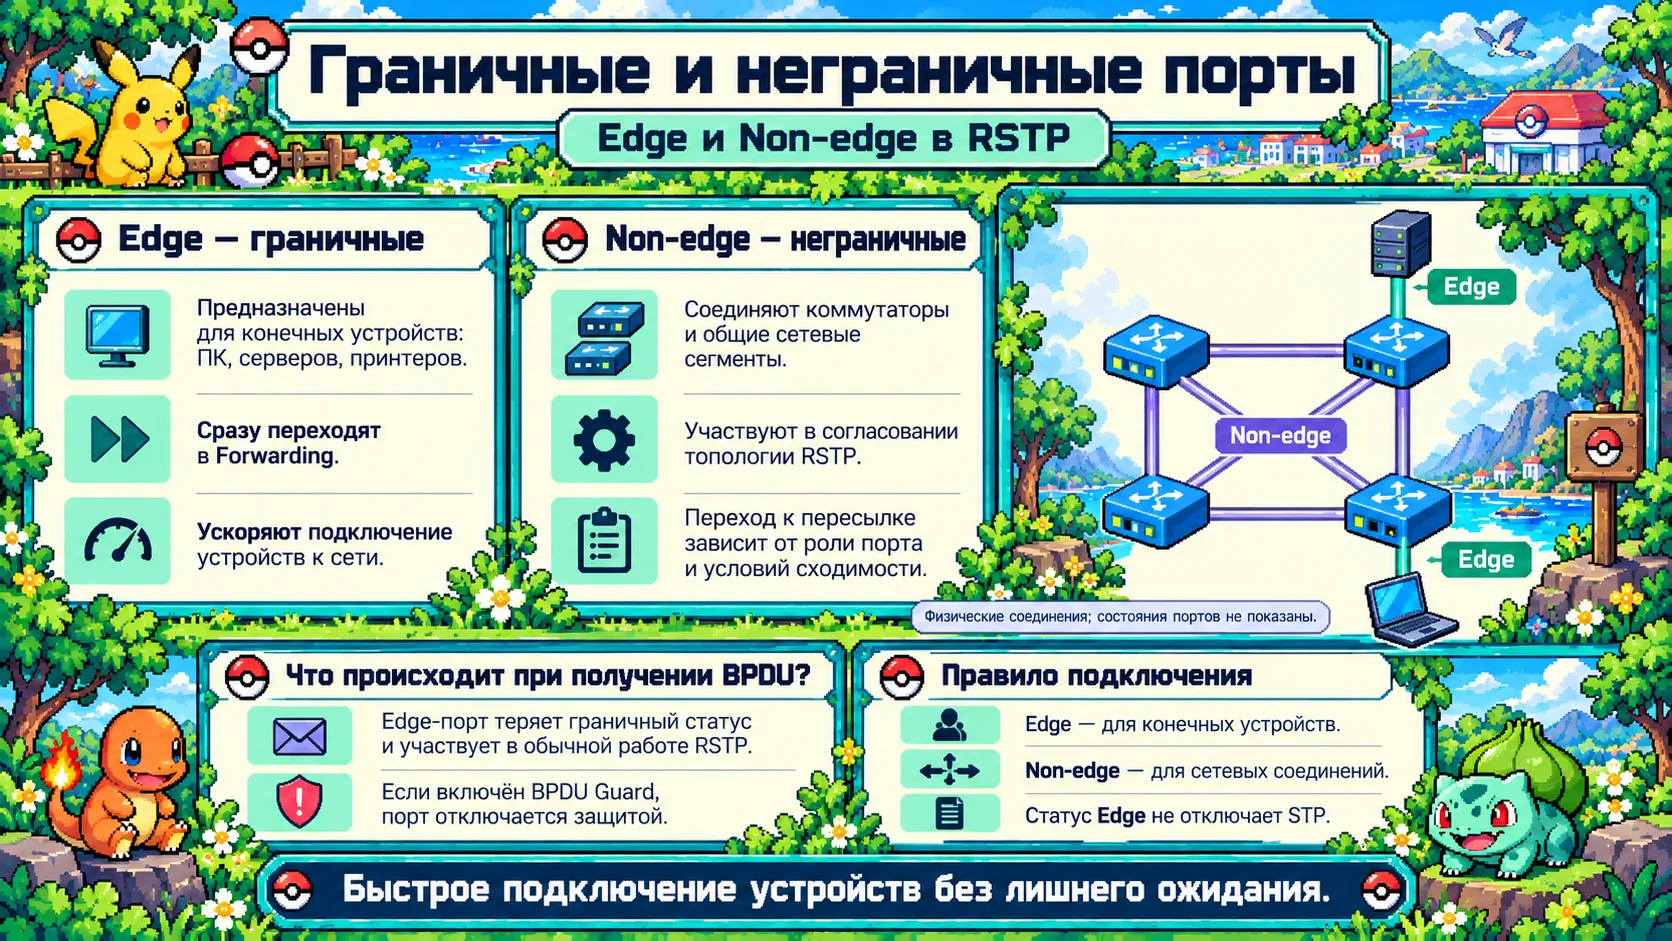 Граничные и неграничные порты
Edge и Non-edge в RSTP
Edge — граничные
Предназначены
для конечных устройств:
ПК, серверов, принтеров.
Сразу переходят
в Forwarding.
Ускоряют подключение
устройств к сети.
Non-edge — неграничные
Соединяют коммутаторы
и общие сетевые
сегменты.
Участвуют в согласовании
топологии RSTP.
Переход к пересылке
зависит от роли порта
и условий сходимости.
Edge
Non-edge
Edge
Физические соединения; состояния портов не показаны.
Что происходит при получении BPDU?
Edge-порт теряет граничный статус
и участвует в обычной работе RSTP.
Если включён BPDU Guard,
порт отключается защитой.
Правило подключения
Edge — для конечных устройств.
Non-edge — для сетевых соединений.
Статус Edge не отключает STP.
Быстрое подключение устройств без лишнего ожидания.